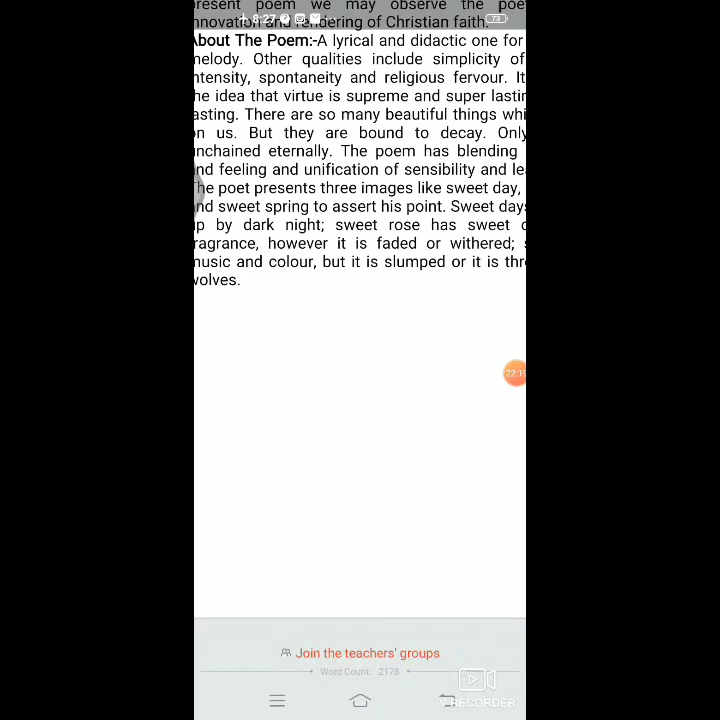 present poem we may observe the poet
innovation and rendering of Christian faith.
8:27
73
About The Poem:-A lyrical and didactic one for
melody. Other qualities include simplicity of
intensity, spontaneity and religious fervour. It
the idea that virtue is supreme and super
lasting. There are so many beautiful things
on us. But they are bound to decay. Only
unchained eternally. The poem has blending
and feeling and unification of sensibility and
The poet presents three images like sweet day,
and sweet spring to assert his point. Sweet
up by dark night; sweet rose has sweet
fragrance, however it is faded or withered;
music and colour, but it is slumped or it is
wolves.
22:19
Join the teachers' groups
Word Count: 2178
V RECORDER